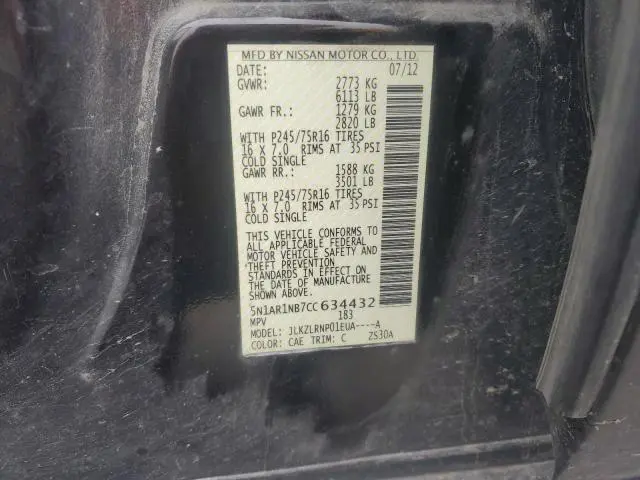 MFD BY NISSAN MOTOR CO., LTD.
DATE: 07/12
GVWR: 2773 KG
6113 LB
GAWR FR.: 1279 KG
2820 LB
WITH P245/75R16 TIRES
16 X 7.0 RIMS AT 35 PSI
COLD SINGLE
GAWR RR.: 1588 KG
3501 LB
WITH P245/75R16 TIRES
16 X 7.0 RIMS AT 35 PSI
COLD SINGLE
THIS VEHICLE CONFORMS TO
ALL APPLICABLE FEDERAL
MOTOR VEHICLE SAFETY AND
THEFT PREVENTION
STANDARDS IN EFFECT ON
THE DATE OF MANUFACTURE
SHOWN ABOVE.
5N1AR1NB7CC634432
MPV 183
MODEL: JLKZLRNP01EUA----A
COLOR: CAE TRIM: C ZS30A